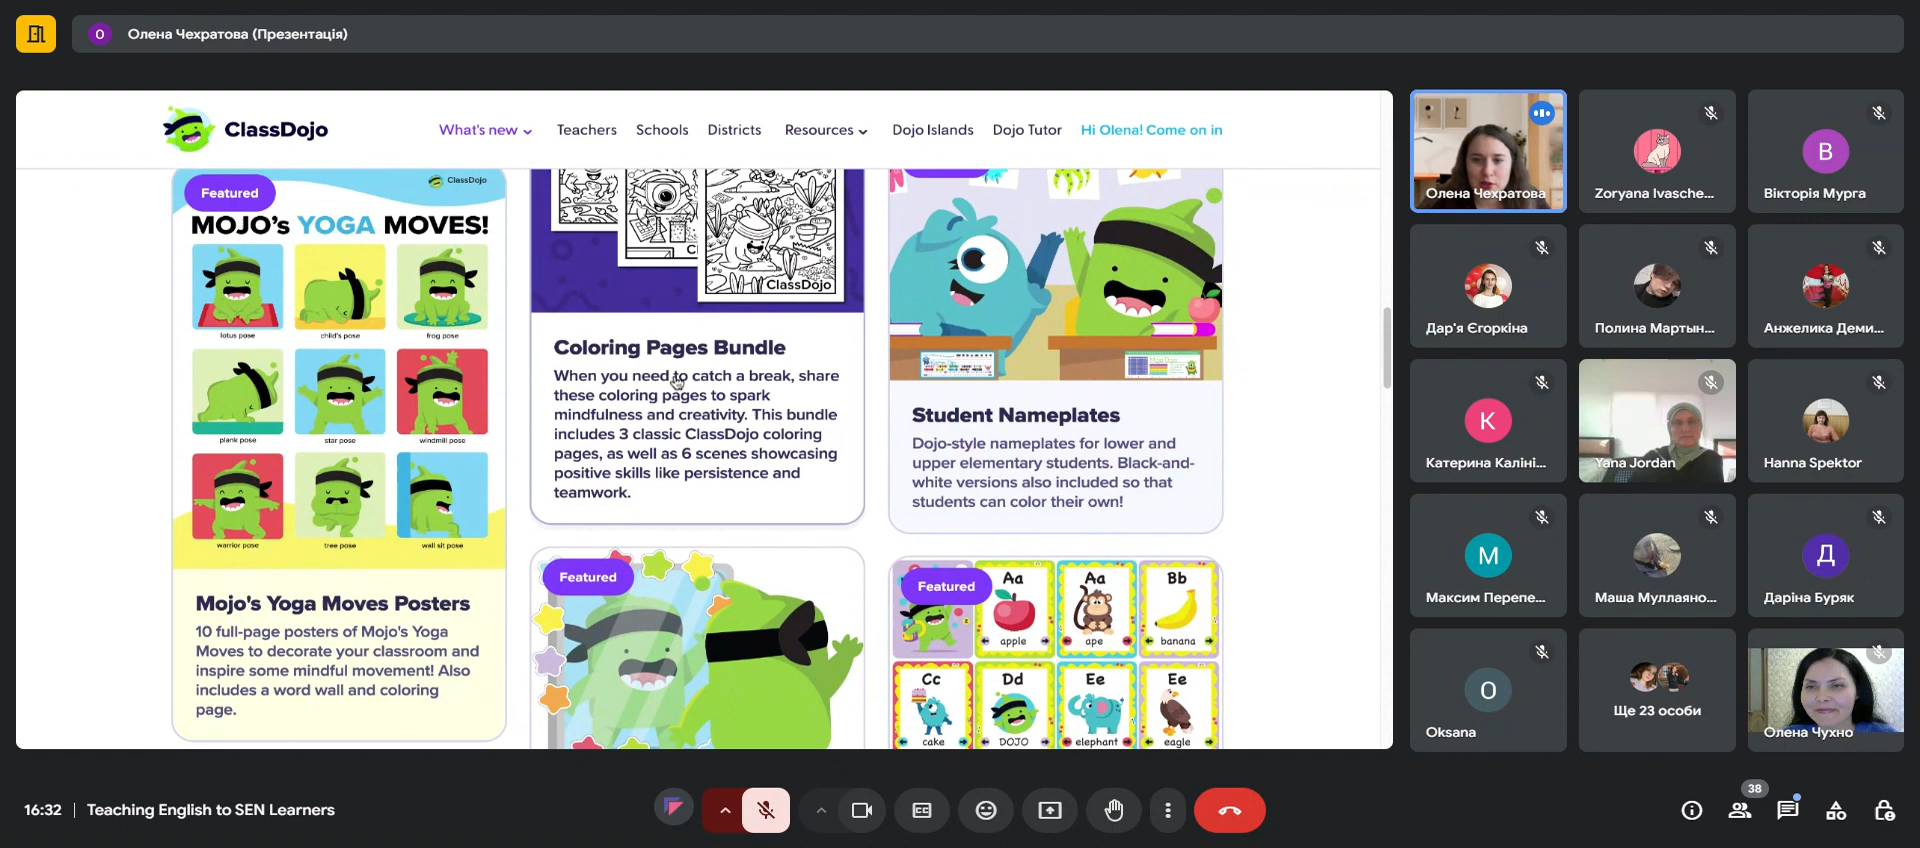 O Олена Чехратова (Презентація)
ClassDojo
What's new Teachers Schools Districts Resources Dojo Islands Dojo Tutor Hi Olena! Come on in
Featured
ClassDojo
MOJO's YOGA MOVES!
lotus pose child's pose frog pose
plank pose star pose windmill pose
warrior pose tree pose wall sit pose
Mojo's Yoga Moves Posters
10 full-page posters of Mojo's Yoga
Moves to decorate your classroom and
inspire some mindful movement! Also
includes a word wall and coloring
page.
ClassDojo
Coloring Pages Bundle
When you need to catch a break, share
these coloring pages to spark
mindfulness and creativity. This bundle
includes 3 classic ClassDojo coloring
pages, as well as 6 scenes showcasing
positive skills like persistence and
teamwork.
Featured
Student Nameplates
Dojo-style nameplates for lower and
upper elementary students. Black-and-
white versions also included so that
students can color their own!
Featured
Aa Aa Bb
apple ape banana
Cc Dd Ee Ee
cake DOJO elephant eagle
Олена Чехратова
Zoryana Ivasche...
В
Вікторія Мурга
Дар'я Єгоркіна
Полина Мартын...
Анжелика Деми...
К
Катерина Каліні...
Yana Jordan
Hanna Spektor
М
Максим Перепе...
Маша Муллаяно...
Д
Даріна Буряк
O
Oksana
Ще 23 особи
Олена Чухно
16:32 | Teaching English to SEN Learners
CC
38